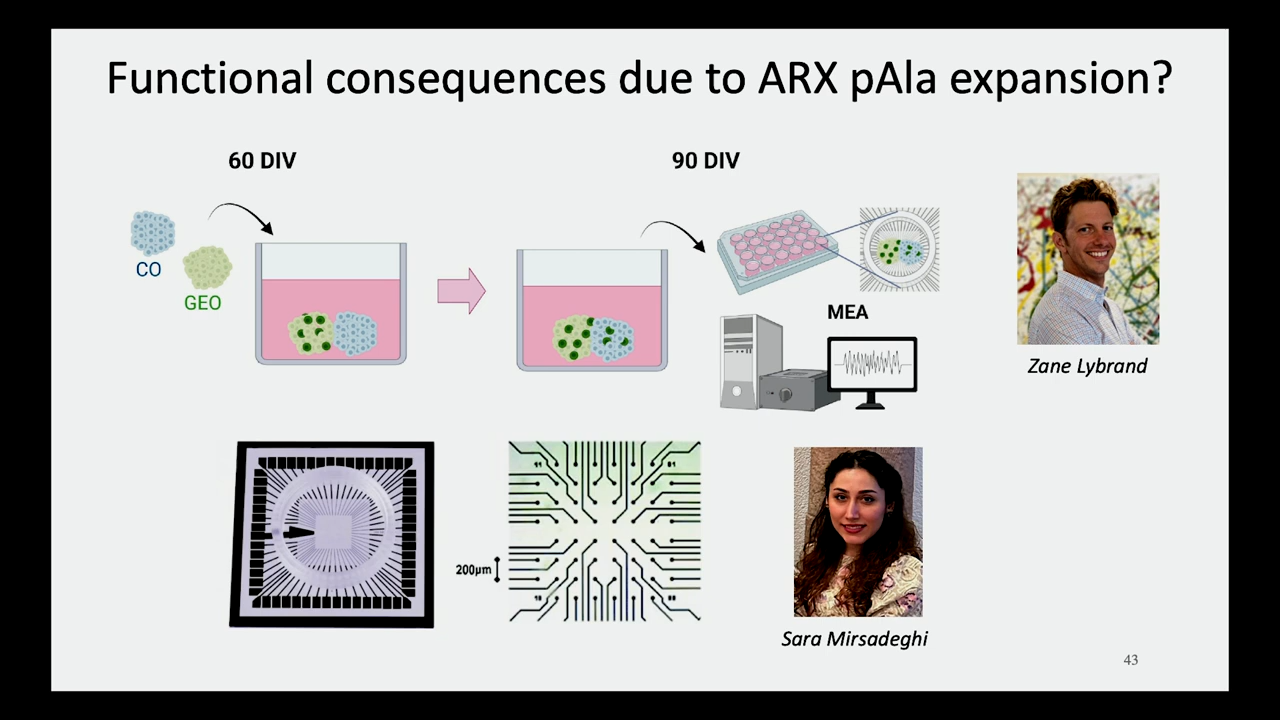 Functional consequences due to ARX pAla expansion?
60 DIV
90 DIV
CO
GEO
MEA
Zane Lybrand
200µm
Sara Mirsadeghi
43